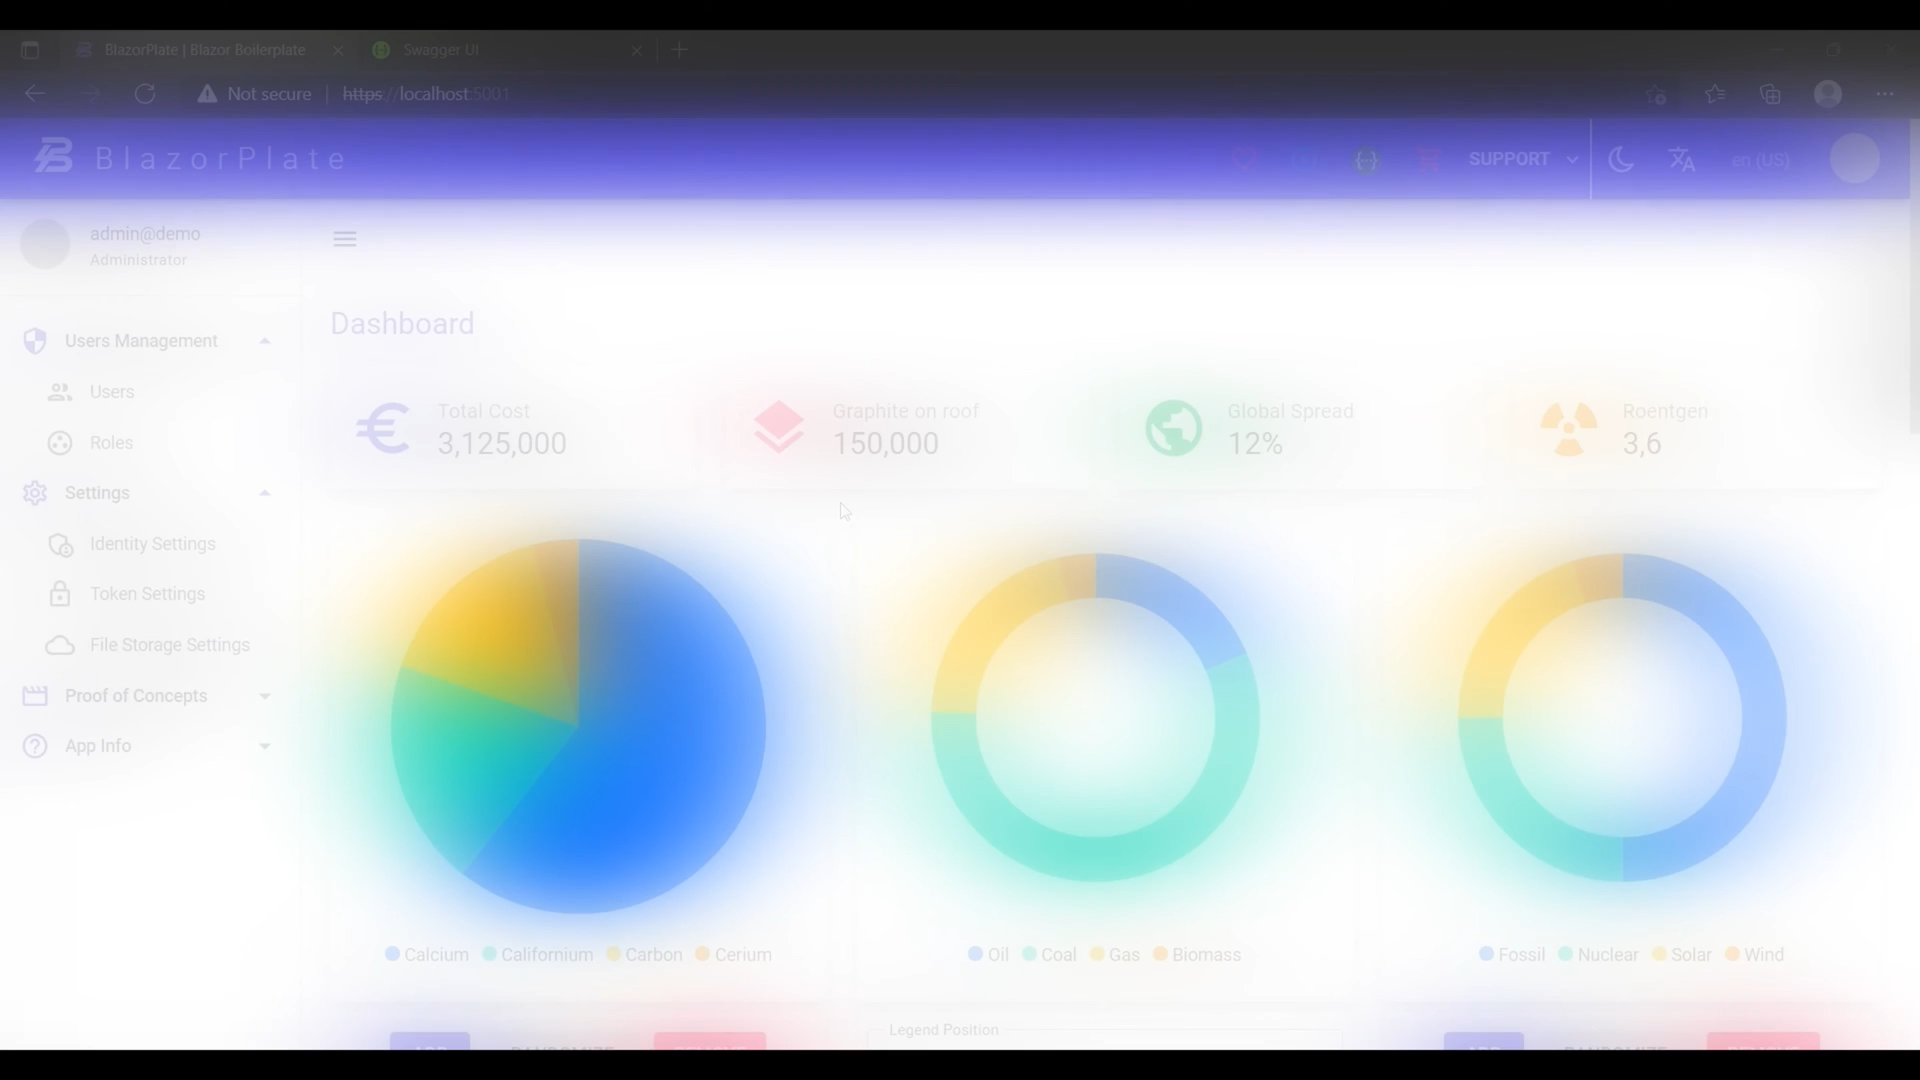 BlazorPlate | Blazor Boilerplate
Swagger UI
Not secure https://localhost:5001
BlazorPlate
SUPPORT
en (US)
admin@demo
Administrator
Dashboard
Users Management
Users
Roles
Settings
Identity Settings
Token Settings
File Storage Settings
Proof of Concepts
App Info
Total Cost
3,125,000
Graphite on roof
150,000
Global Spread
12%
Roentgen
3,6
Calcium Californium Carbon Cerium
Oil Coal Gas Biomass
Fossil Nuclear Solar Wind
Legend Position